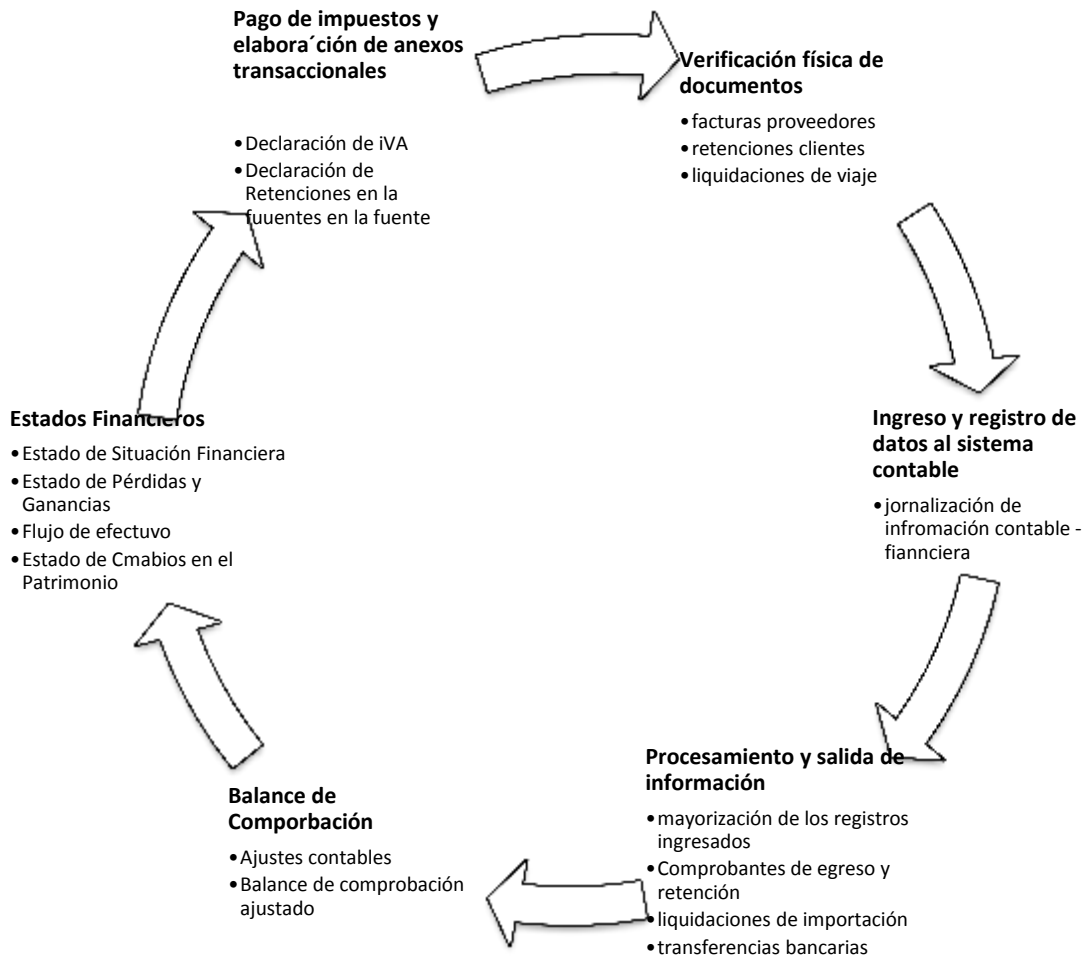 Pago de impuestos y
elabora´ción de anexos
transaccionales
•Declaración de iVA
•Declaración de
Retenciones en la
fuuentes en la fuente
Verificación física de
documentos
•facturas proveedores
•retenciones clientes
•liquidaciones de viaje
Ingreso y registro de
datos al sistema
contable
•jornalización de
infromación contable -
fiannciera
Procesamiento y salida de
información
•mayorización de los registros
ingresados
•Comprobantes de egreso y
retención
•liquidaciones de importación
•transferencias bancarias
Balance de
Comporbación
•Ajustes contables
•Balance de comprobación
ajustado
Estados Financieros
•Estado de Situación Financiera
•Estado de Pérdidas y
Ganancias
•Flujo de efectuvo
•Estado de Cmabios en el
Patrimonio